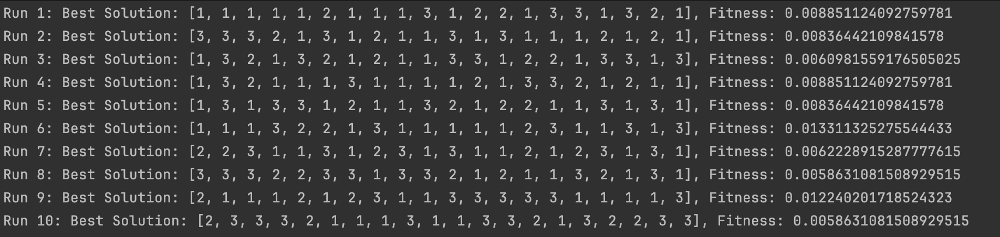 Run 1: Best Solution: [1, 1, 1, 1, 1, 2, 1, 1, 1, 3, 1, 2, 2, 1, 3, 3, 1, 3, 2, 1], Fitness: 0.008851124092759781
Run 2: Best Solution: [3, 3, 3, 2, 1, 3, 1, 2, 1, 1, 3, 1, 3, 1, 1, 1, 2, 1, 2, 1], Fitness: 0.00836442109841578
Run 3: Best Solution: [1, 3, 2, 1, 3, 2, 1, 2, 1, 1, 3, 3, 1, 2, 2, 1, 3, 3, 1, 3], Fitness: 0.0060981559176505025
Run 4: Best Solution: [1, 3, 2, 1, 1, 1, 3, 1, 1, 1, 1, 2, 1, 3, 3, 2, 1, 2, 1, 1], Fitness: 0.008851124092759781
Run 5: Best Solution: [1, 3, 1, 3, 3, 1, 2, 1, 1, 3, 2, 1, 2, 2, 1, 1, 3, 1, 3, 1], Fitness: 0.00836442109841578
Run 6: Best Solution: [1, 1, 1, 3, 2, 2, 1, 3, 1, 1, 1, 1, 1, 2, 3, 1, 1, 3, 1, 3], Fitness: 0.013311325275544433
Run 7: Best Solution: [2, 2, 3, 1, 1, 3, 1, 2, 3, 1, 3, 1, 1, 2, 1, 2, 3, 1, 3, 1], Fitness: 0.0062228915287777615
Run 8: Best Solution: [3, 3, 3, 2, 2, 3, 3, 1, 3, 3, 2, 1, 2, 1, 1, 3, 2, 1, 3, 1], Fitness: 0.0058631081508929515
Run 9: Best Solution: [2, 1, 1, 1, 2, 1, 2, 3, 1, 1, 3, 3, 3, 3, 3, 1, 1, 1, 1, 3], Fitness: 0.012240201718524323
Run 10: Best Solution: [2, 3, 3, 3, 2, 1, 1, 1, 3, 1, 1, 3, 3, 2, 1, 3, 2, 2, 3, 3], Fitness: 0.0058631081508929515